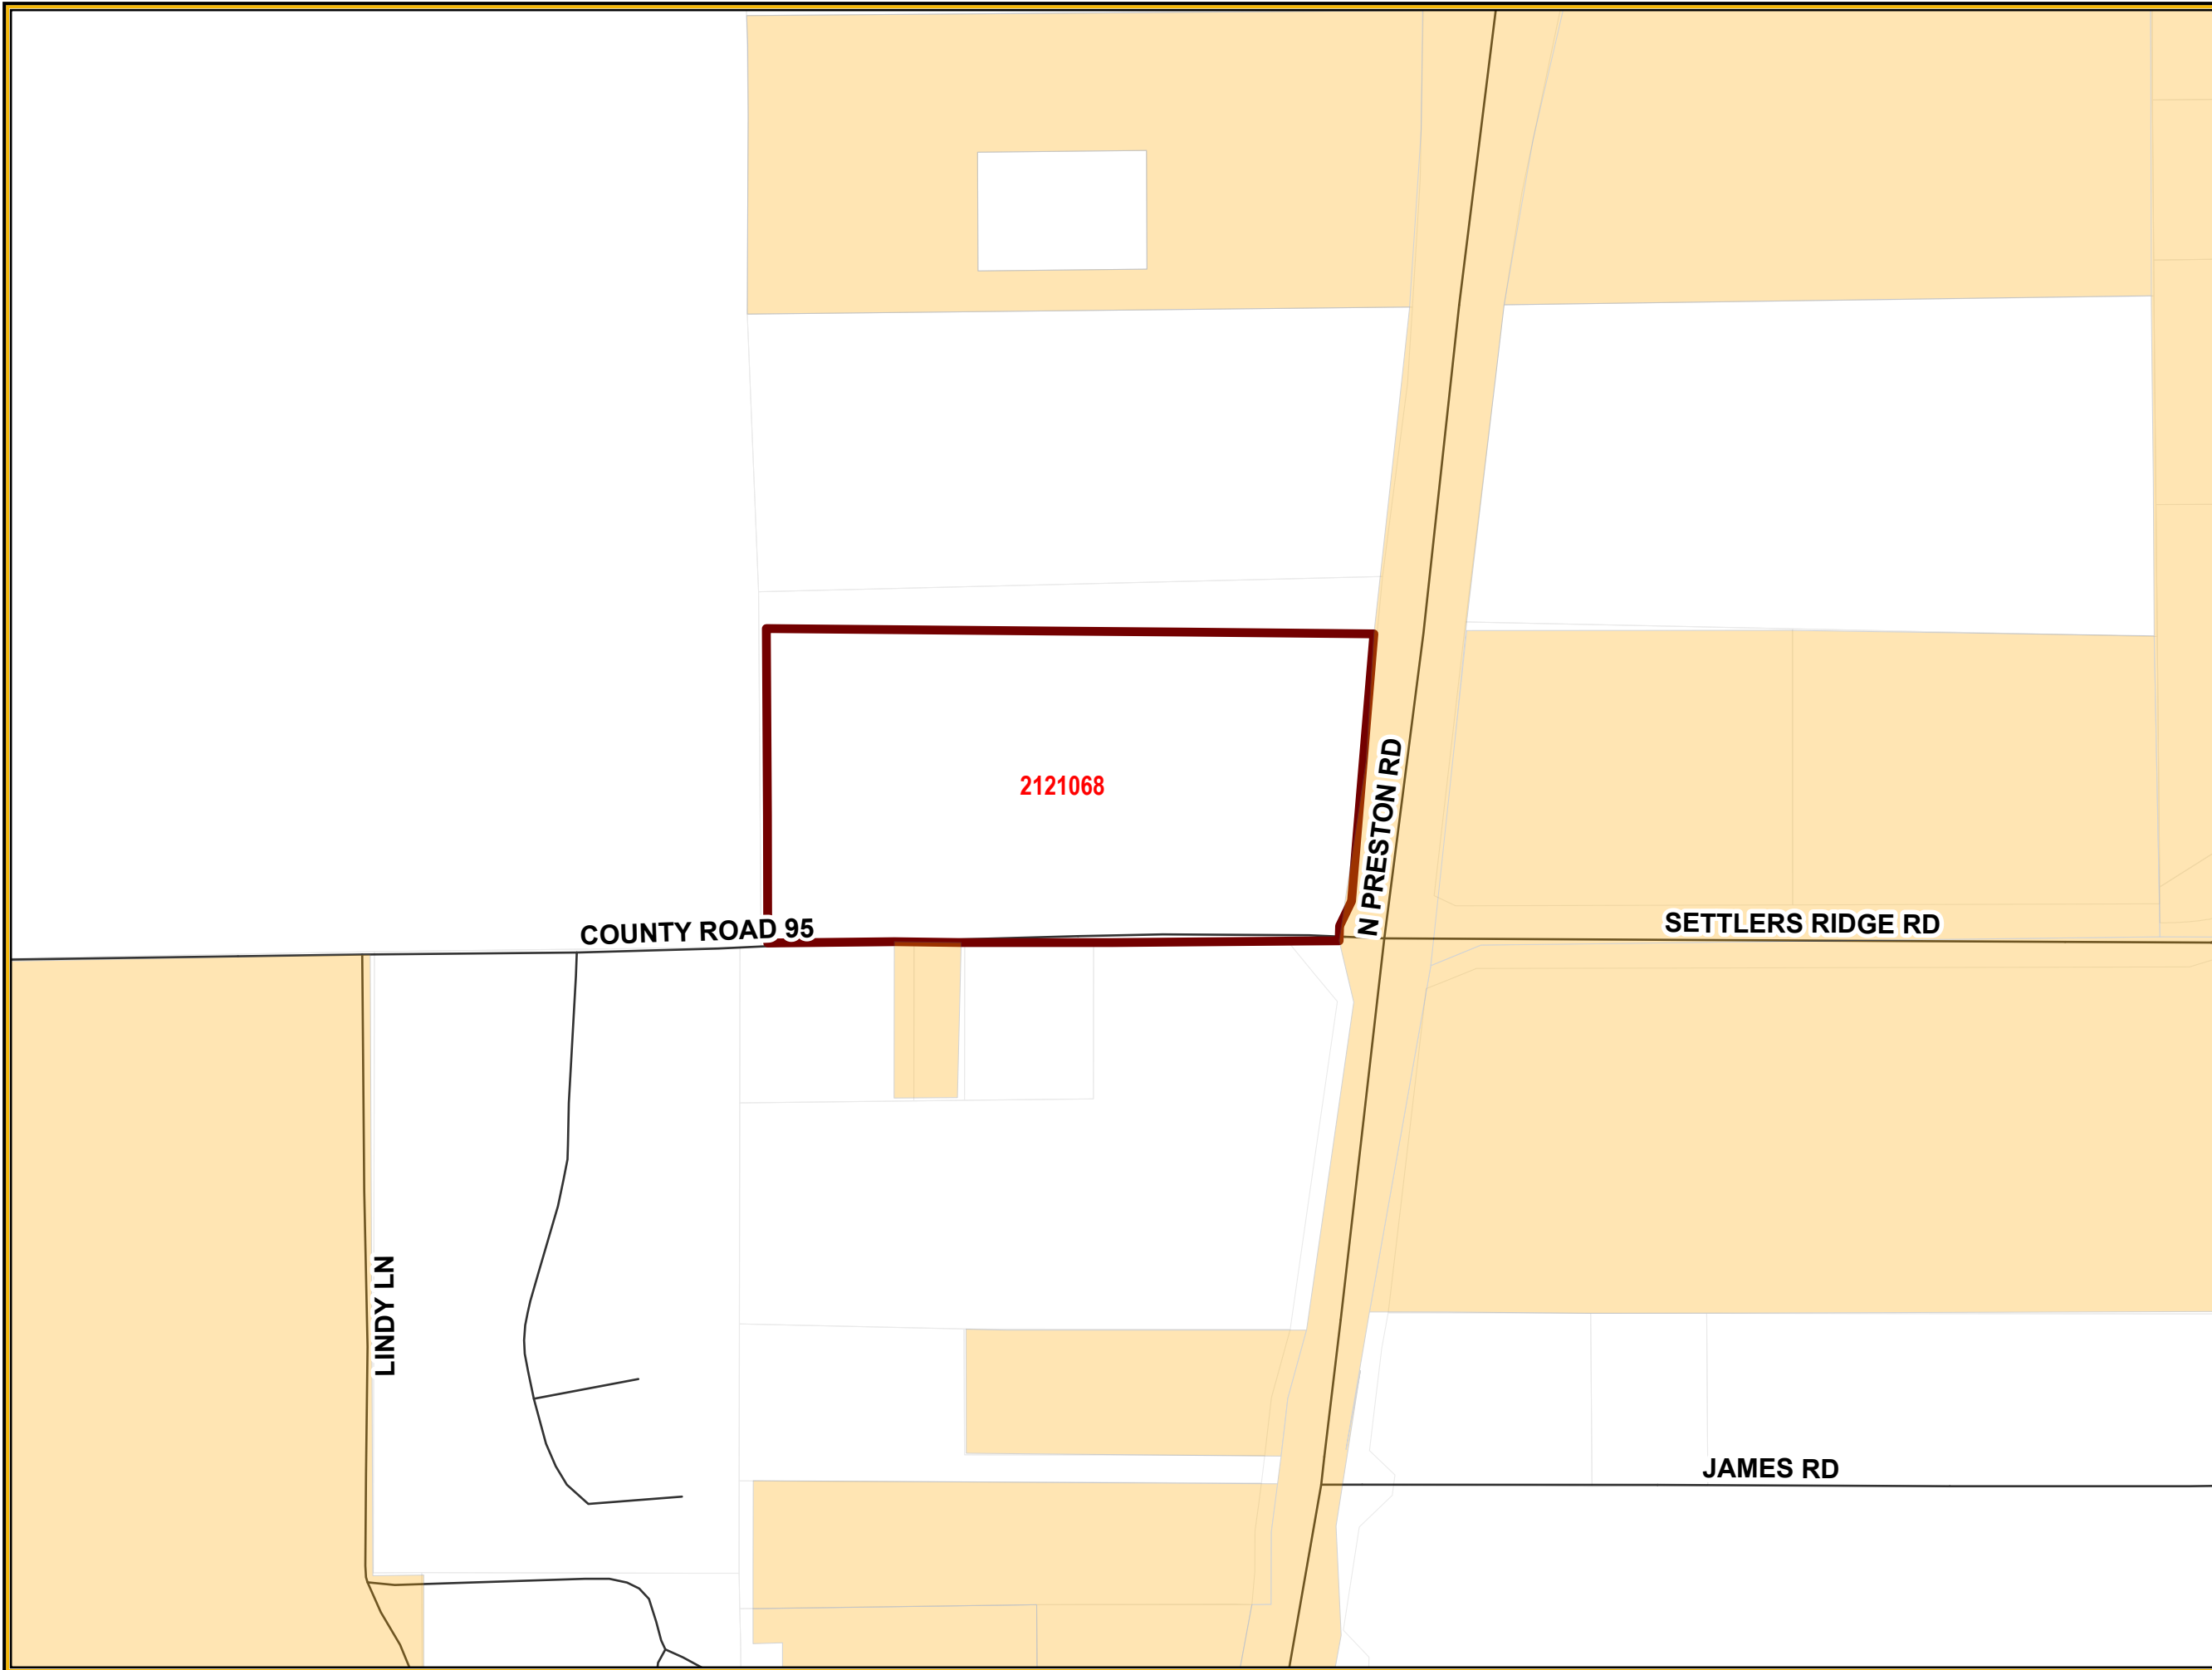 2121068
N PRESTON RD
COUNTY ROAD 95
SETTLERS RIDGE RD
LINDY LN
JAMES RD